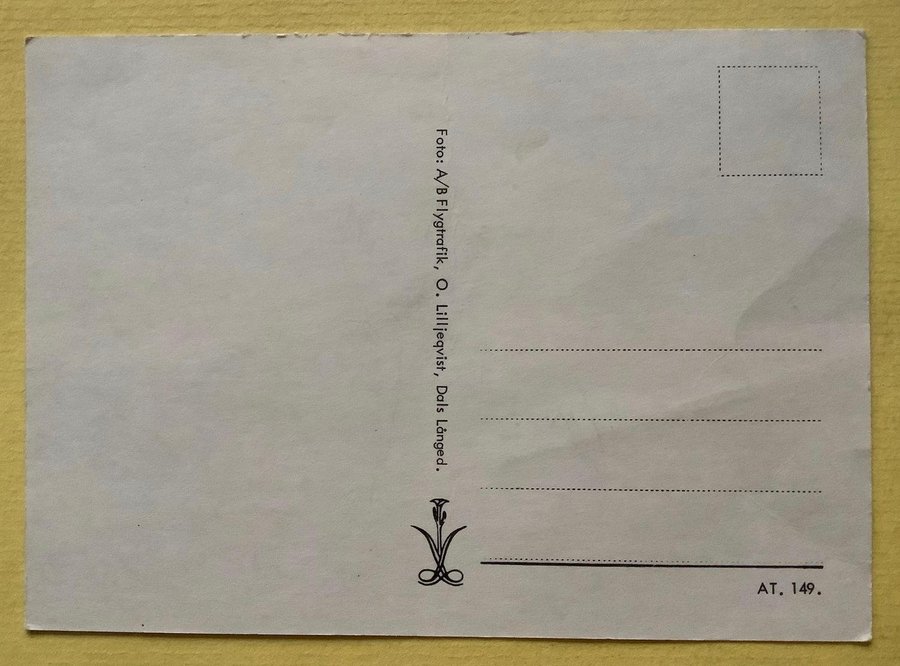 Foto: A/B Flygtrafik, O. Lilljeqvist, Dals Långed.
AT. 149.